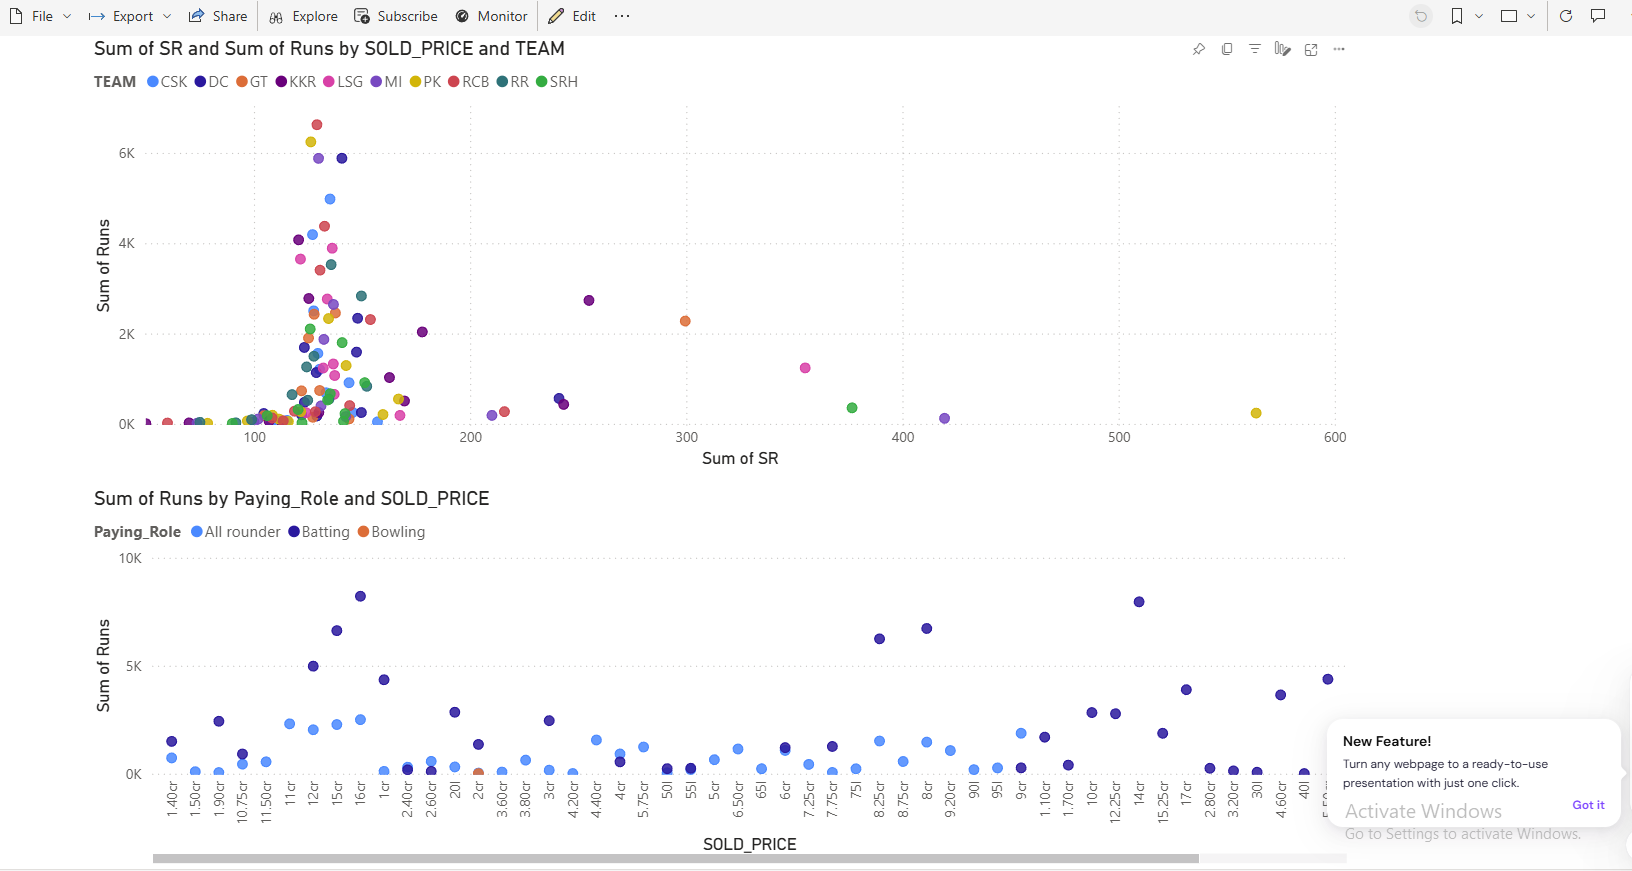 File Export Share Explore Subscribe Monitor Edit ...
Sum of SR and Sum of Runs by SOLD_PRICE and TEAM
TEAM CSK DC GT KKR LSG MI PK RCB RR SRH
6K
4K
2K
0K
Sum of Runs
100 200 300 400 500 600
Sum of SR
Sum of Runs by Paying_Role and SOLD_PRICE
Paying_Role All rounder Batting Bowling
10K
5K
0K
Sum of Runs
1.40cr 1.50cr 1.90cr 10.75cr 11.50cr 11cr 12cr 15cr 16cr 1cr 2.40cr 2.60cr 20l 2cr 3.60cr 3.80cr 3cr 4.20cr 4.40cr 4cr 5.75cr 50l 55l 5cr 6.50cr 65l 6cr 7.25cr 7.75cr 75l 8.25cr 8.75cr 8cr 9.20cr 90l 95l 9cr 1.10cr 1.70cr 10cr 12.25cr 14cr 15.25cr 17cr 2.80cr 3.20cr 30l 4.60cr 40l
SOLD_PRICE
New Feature!
Turn any webpage to a ready-to-use
presentation with just one click.
Got it
Activate Windows
Go to Settings to activate Windows.